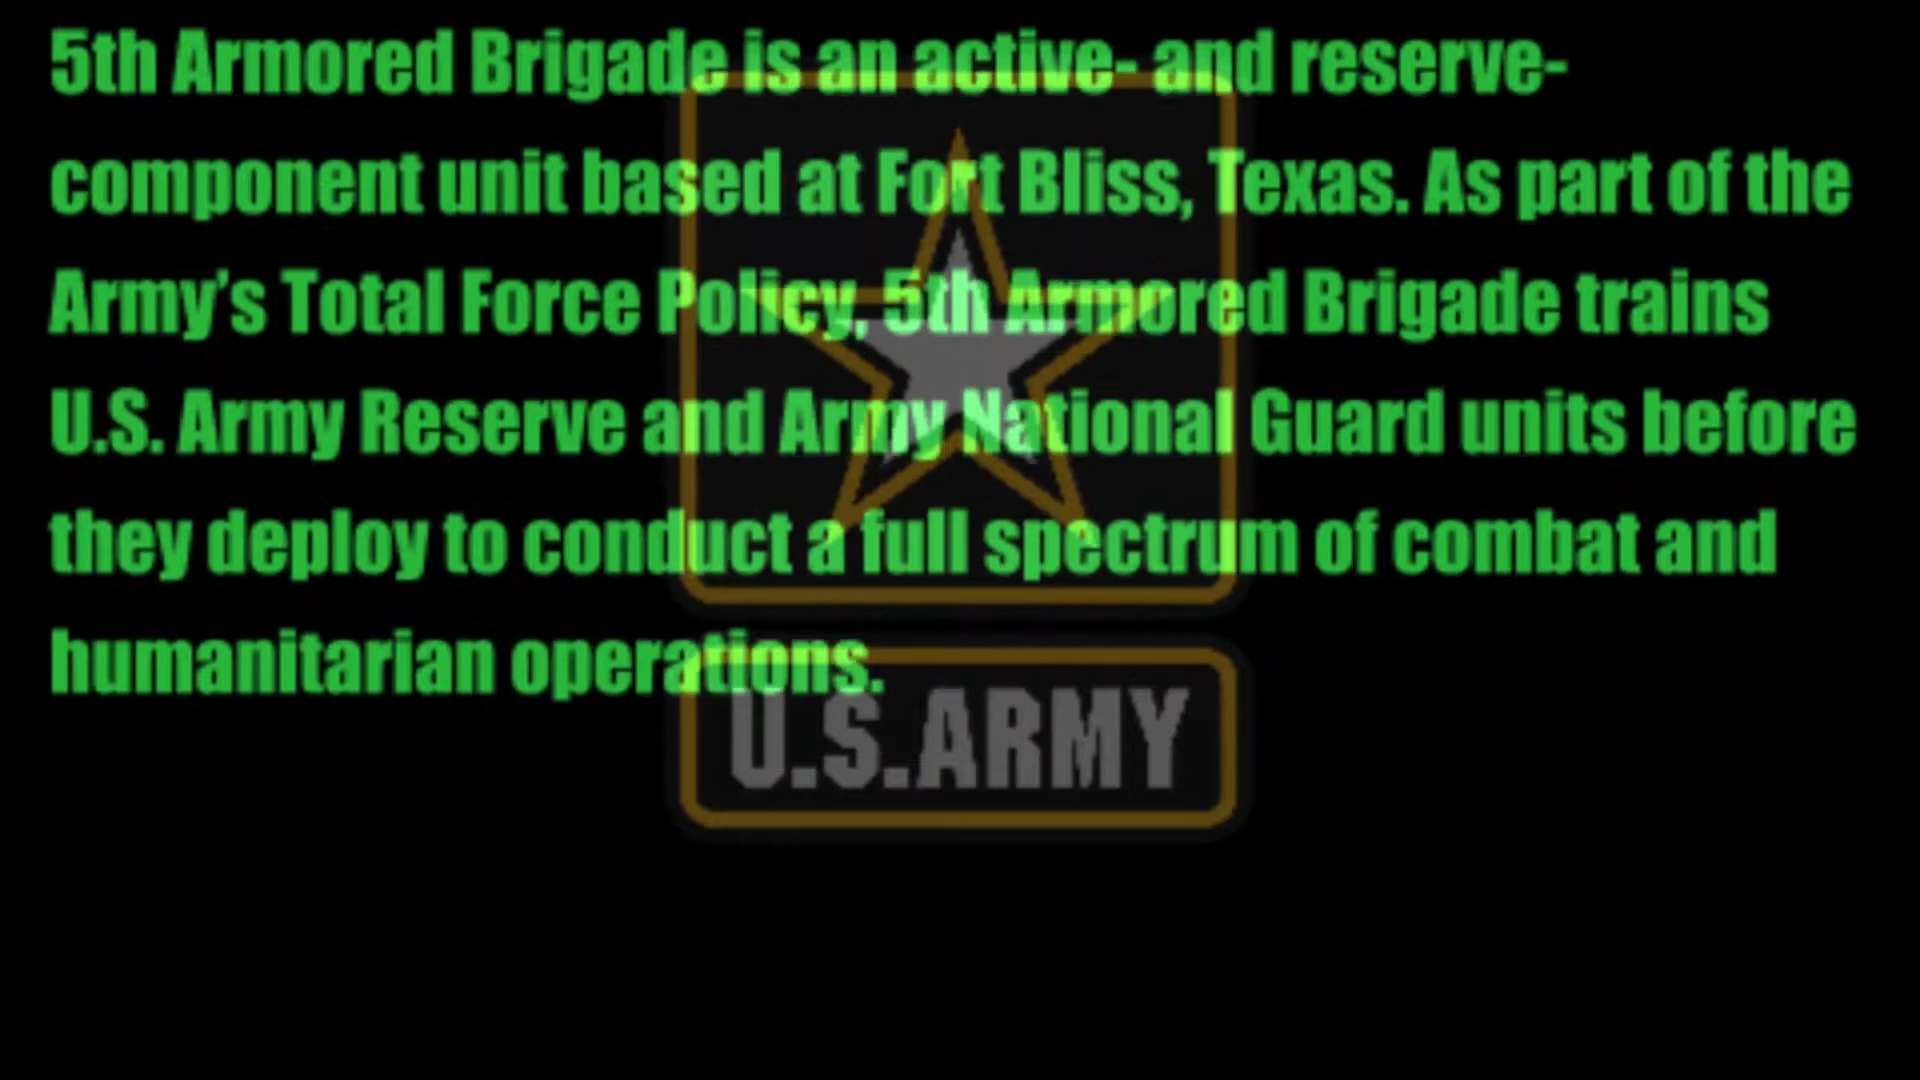 5th Armored Brigade is an active- and reserve-
component unit based at Fort Bliss, Texas. As part of the
Army’s Total Force Policy, 5th Armored Brigade trains
U.S. Army Reserve and Army National Guard units before
they deploy to conduct a full spectrum of combat and
humanitarian operations.
U.S.ARMY